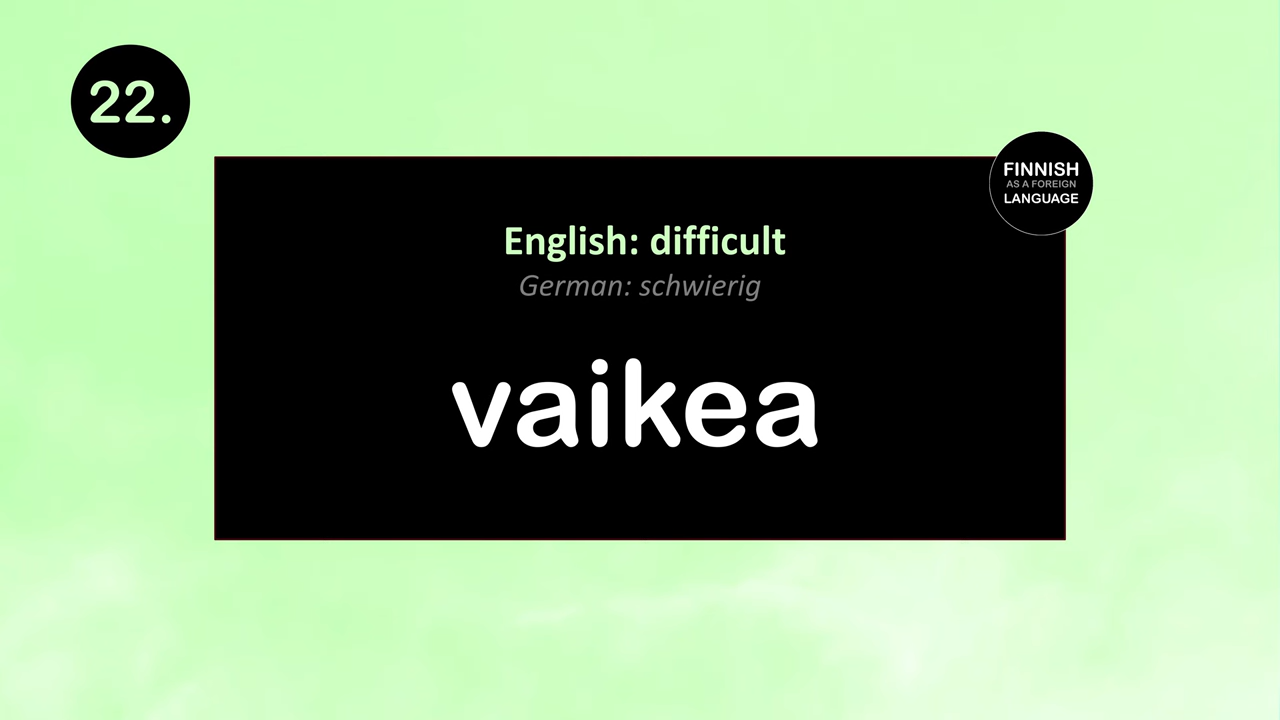 22.
FINNISH
AS A FOREIGN
LANGUAGE
English: difficult
German: schwierig
vaikea